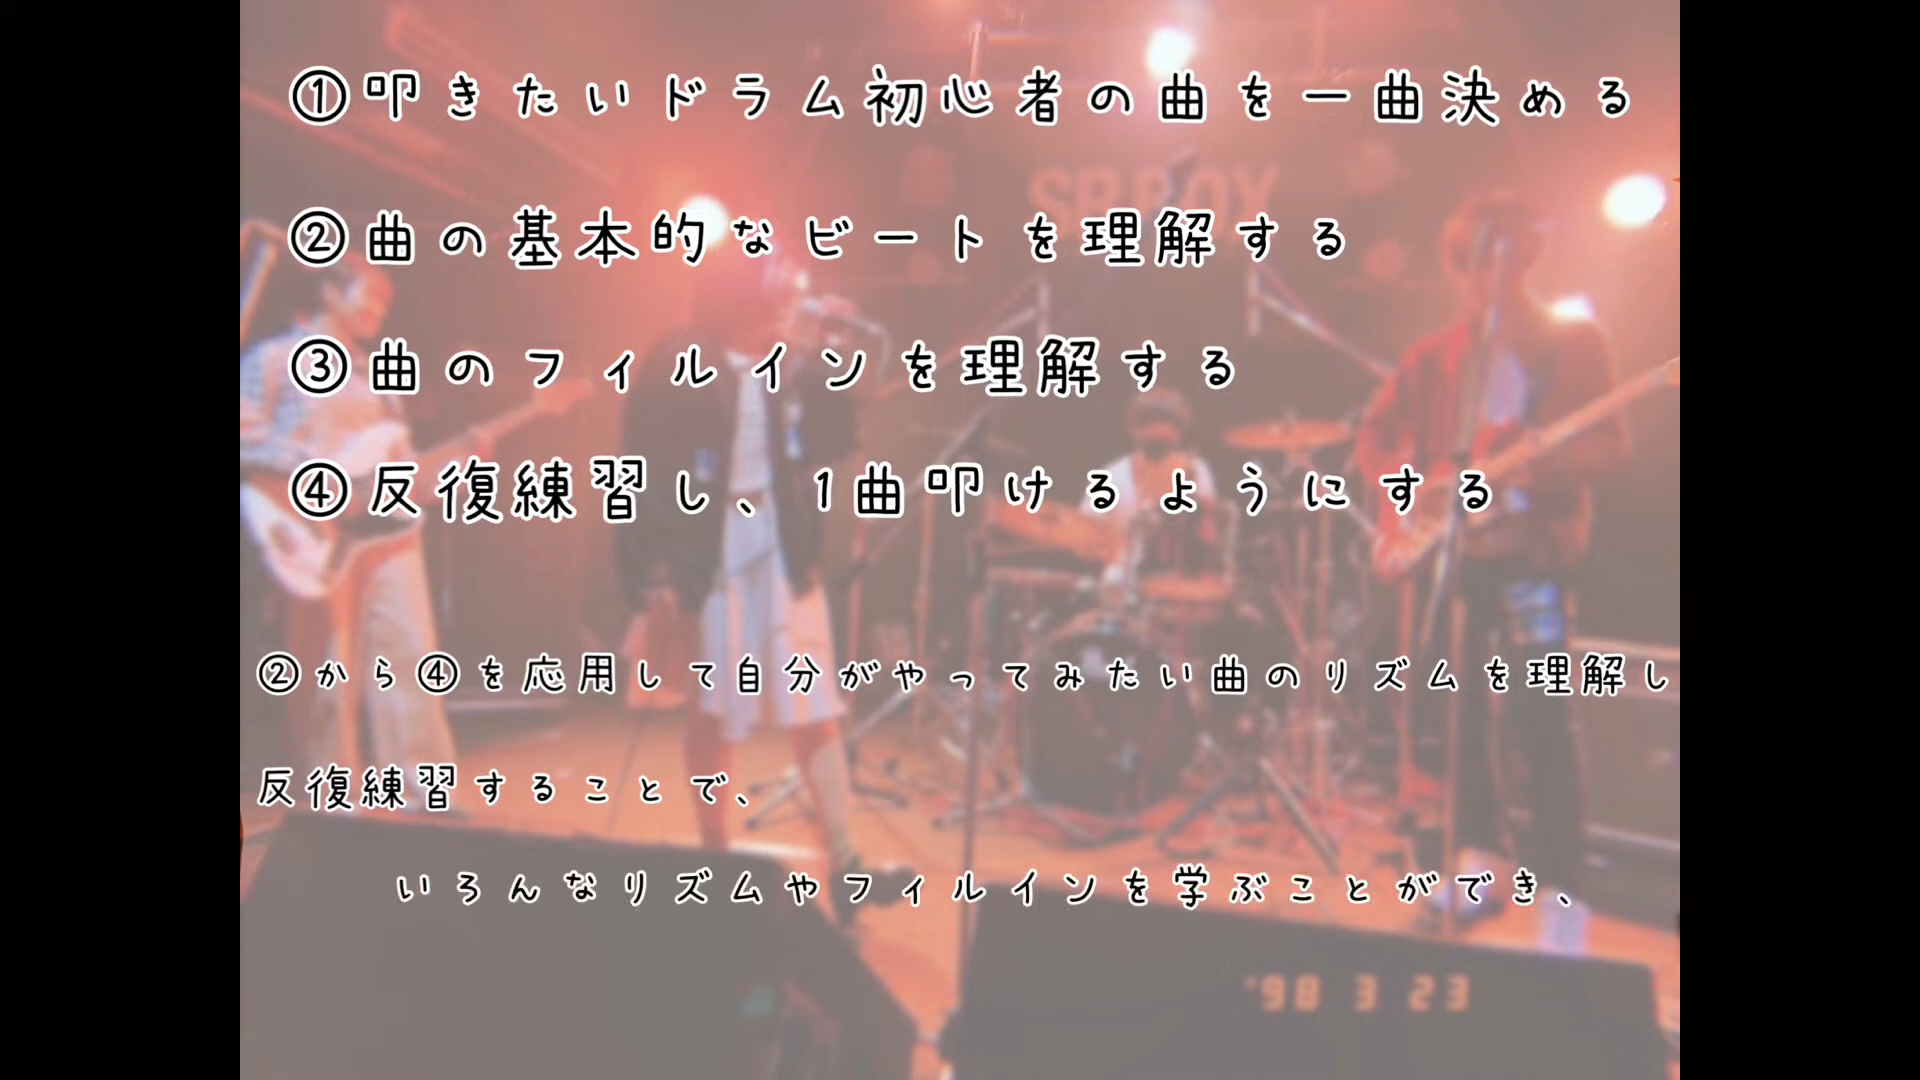 ①叩きたいドラム初心者の曲を一曲決める
②曲の基本的なビートを理解する
③曲のフィルインを理解する
④反復練習し、1曲叩けるようにする
②から④を応用して自分がやってみたい曲のリズムを理解し
反復練習することで、
いろんなリズムやフィルインを学ぶことができ、
'98 3 23